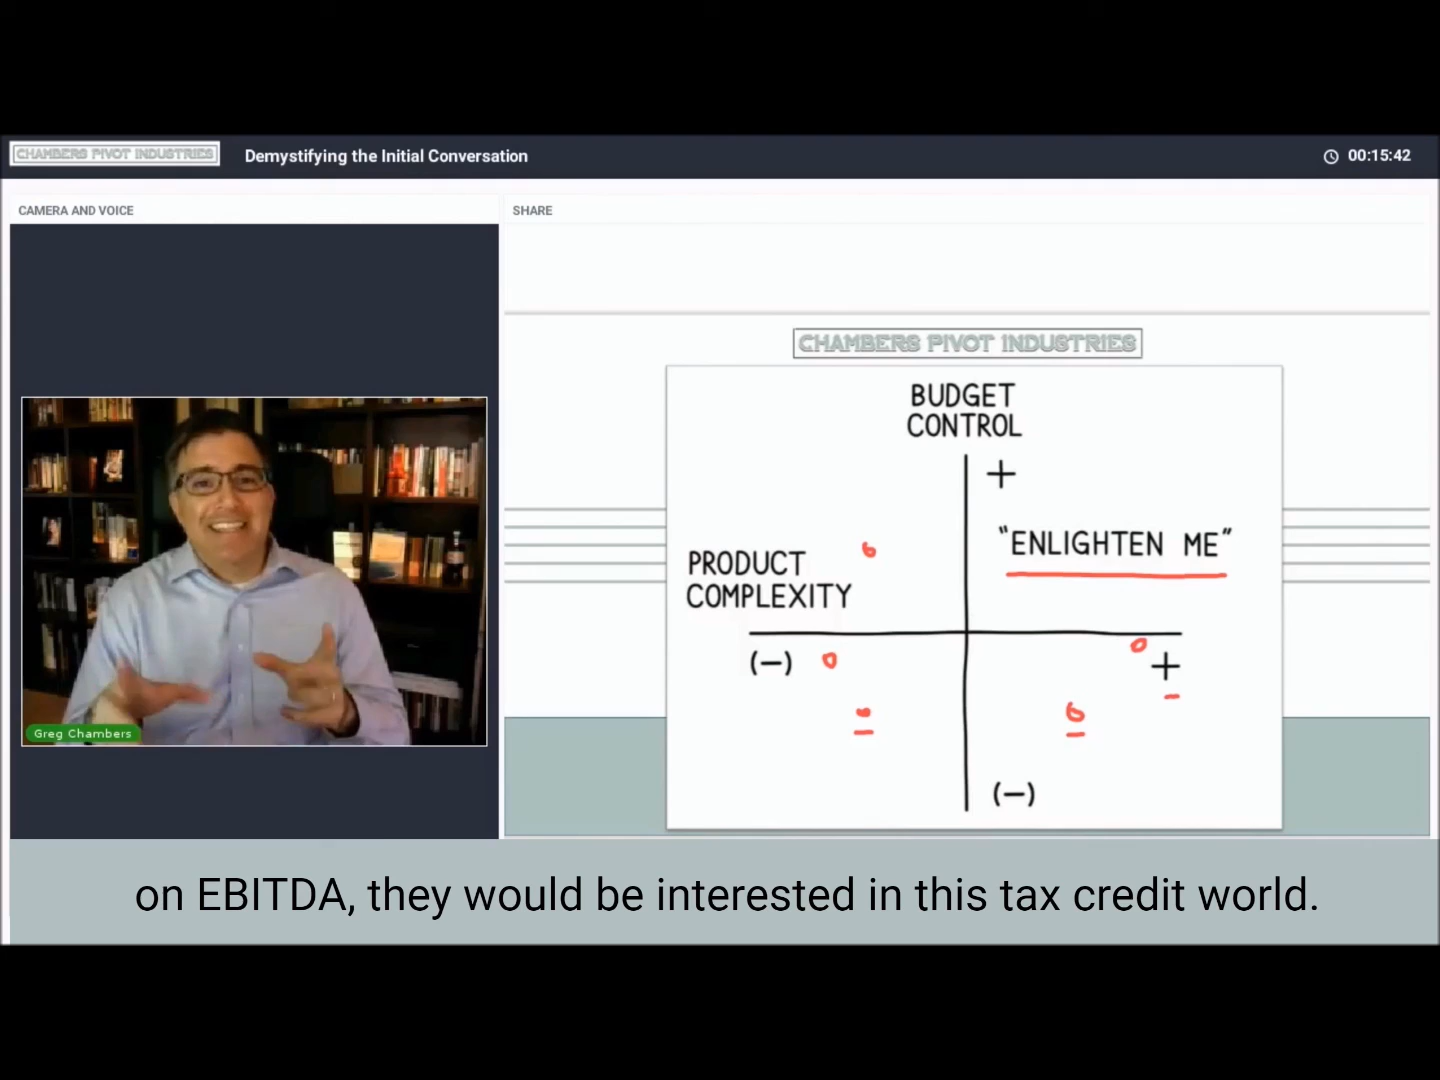 CHAMBERS PIVOT INDUSTRIES
Demystifying the Initial Conversation
00:15:42
CAMERA AND VOICE
SHARE
CHAMBERS PIVOT INDUSTRIES
BUDGET
CONTROL
+
"ENLIGHTEN ME"
PRODUCT
COMPLEXITY
(-)
+
(-)
Greg Chambers
on EBITDA, they would be interested in this tax credit world.